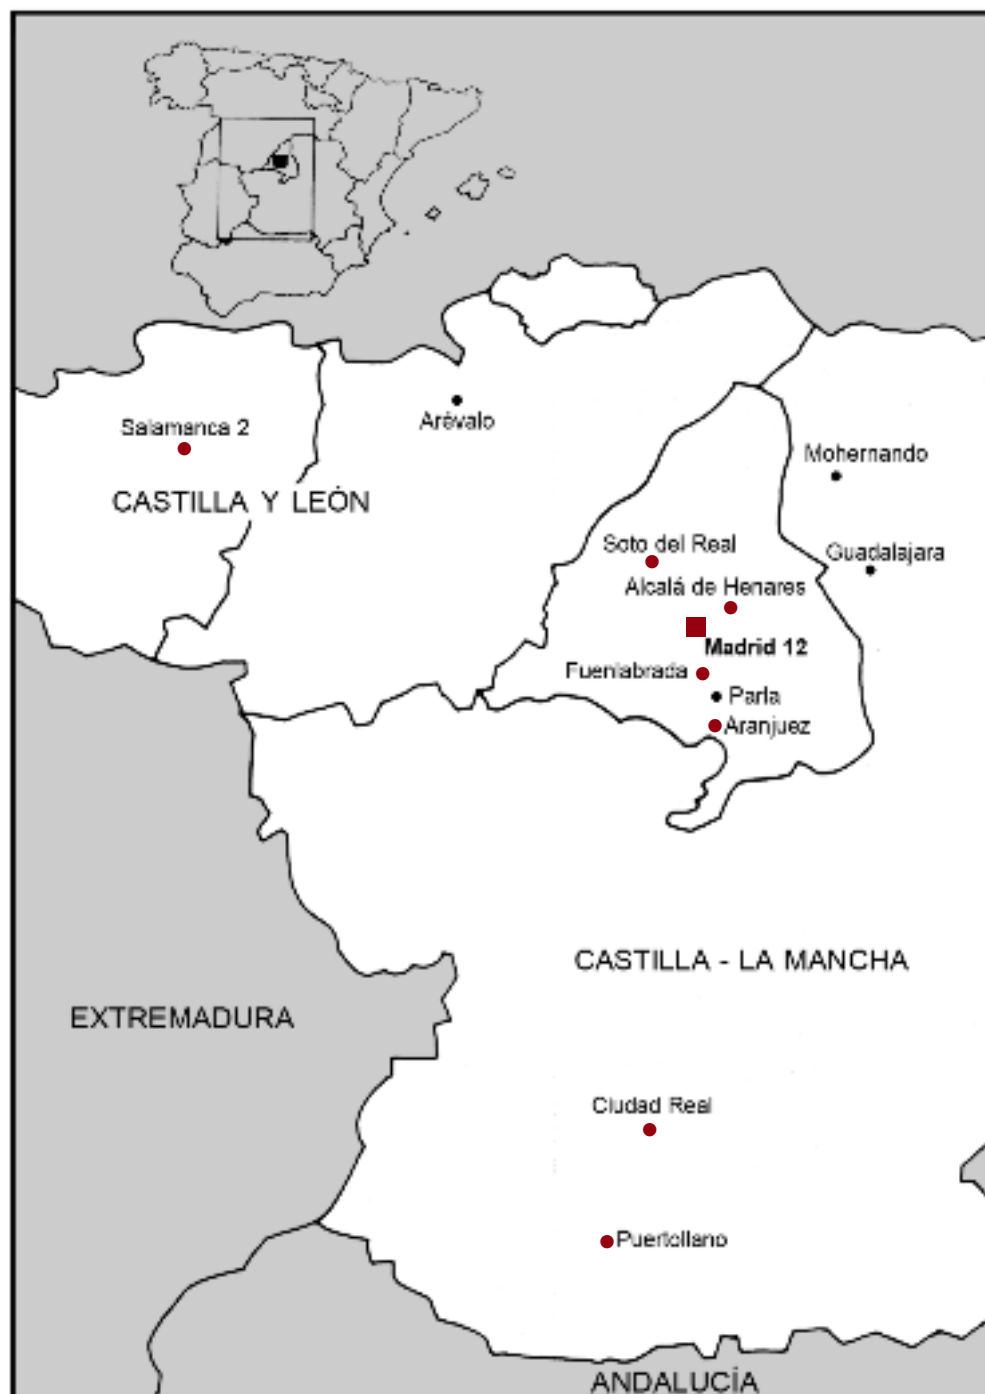 Arévalo
Salamanca 2
Mohernando
CASTILLA Y LEÓN
Soto del Real
Guadalajara
Alcalá de Henares
Madrid 12
Fuenlabrada
Parla
Aranjuez
CASTILLA - LA MANCHA
EXTREMADURA
Ciudad Real
Puertollano
ANDALUCÍA